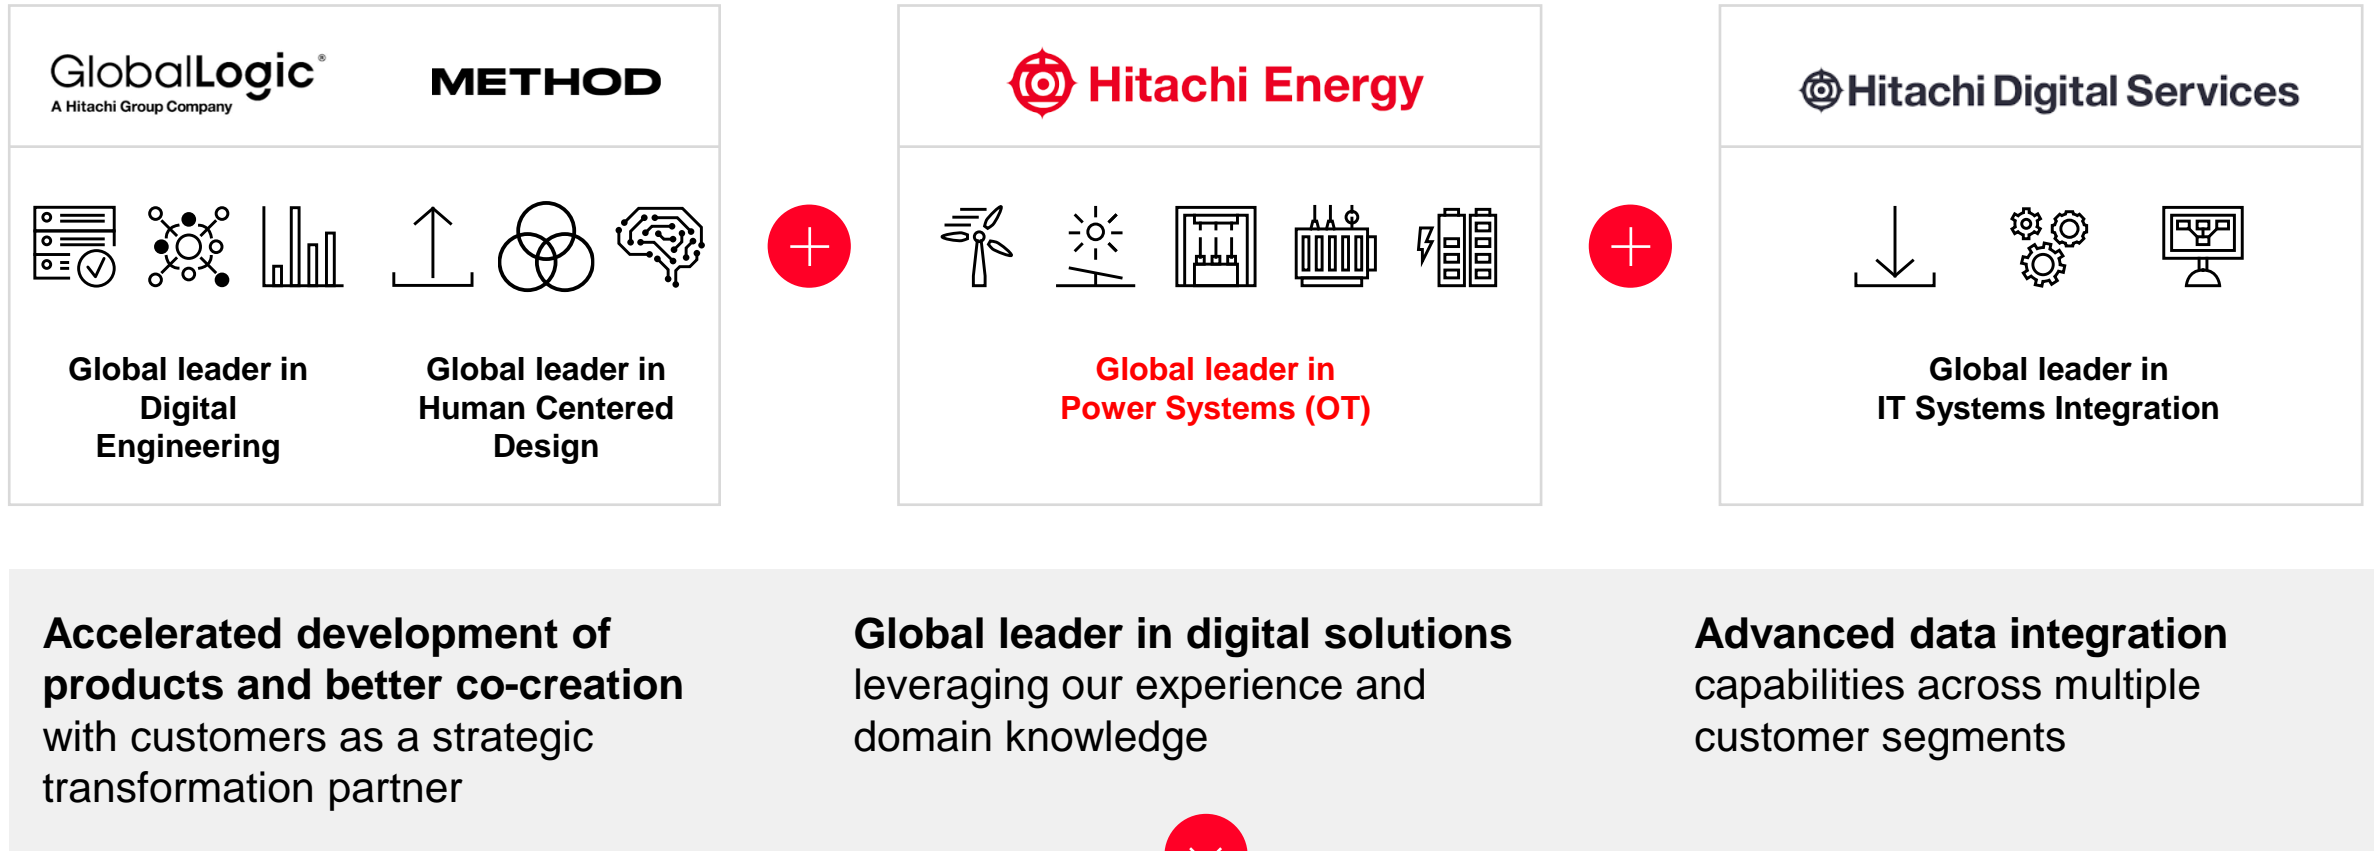 GlobalLogic®
A Hitachi Group Company
METHOD
Hitachi Energy
Hitachi Digital Services
Global leader in
Digital
Engineering
Global leader in
Human Centered
Design
Global leader in
Power Systems (OT)
Global leader in
IT Systems Integration
Accelerated development of
products and better co-creation
with customers as a strategic
transformation partner
Global leader in digital solutions
leveraging our experience and
domain knowledge
Advanced data integration
capabilities across multiple
customer segments